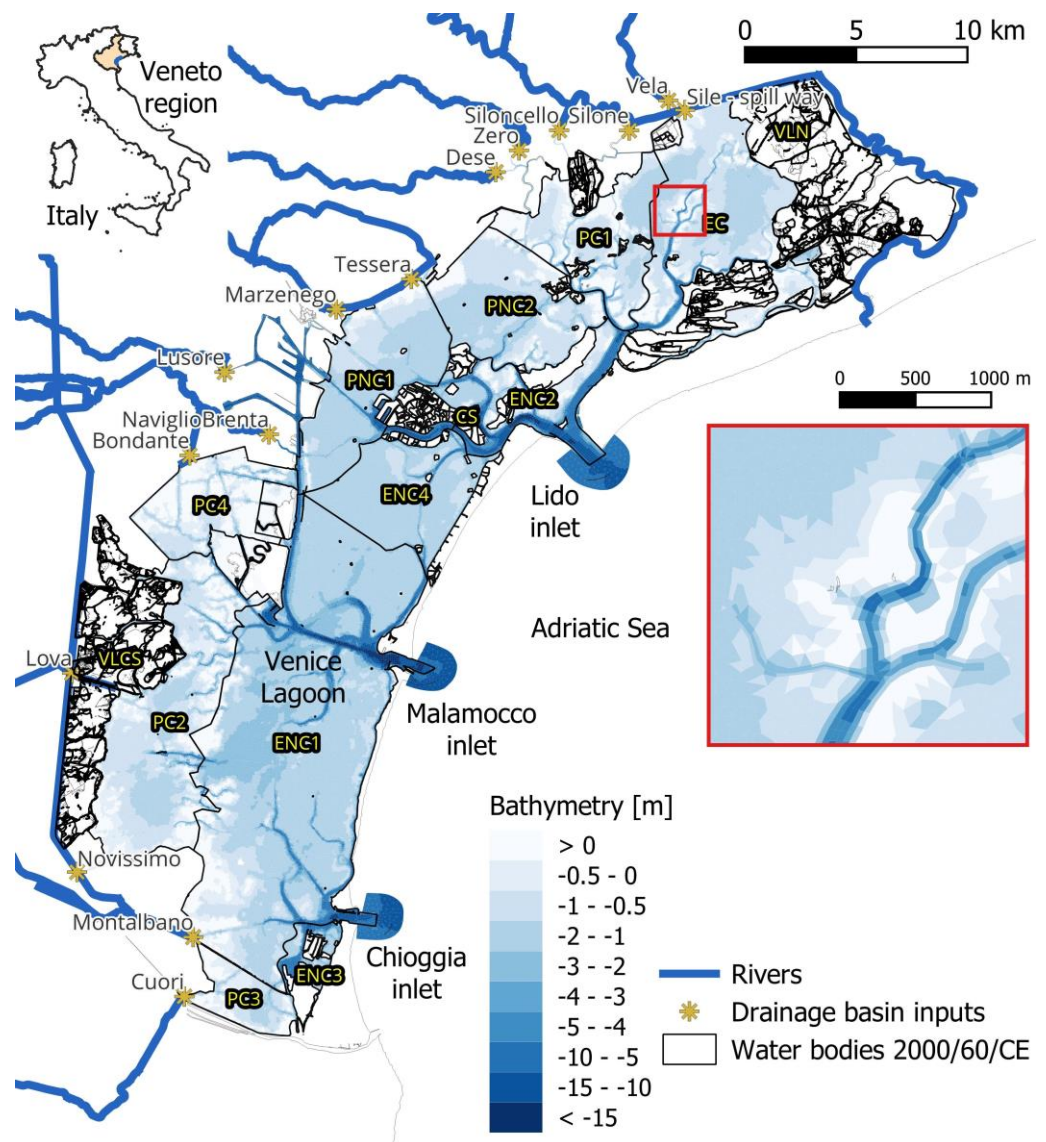 0 5 10 km
Veneto
region
Italy
Vela
Sile - spill way
Siloncello
Silone
Zero
Dese
VLN
PC1
EC
Tessera
Marzenego
PNC2
Lusore
PNC1
ENC2
CS
NaviglioBrenta
Bondante
0 500 1000 m
PC4
ENC4
Lido
inlet
Adriatic Sea
Lova
VLCS
Venice
Lagoon
Malamocco
inlet
PC2
ENC1
Bathymetry [m]
> 0
-0.5 - 0
-1 - -0.5
-2 - -1
-3 - -2
-4 - -3
-5 - -4
-10 - -5
-15 - -10
< -15
Novissimo
Montalbano
Chioggia
inlet
Cuori
PC3
ENC3
Rivers
Drainage basin inputs
Water bodies 2000/60/CE